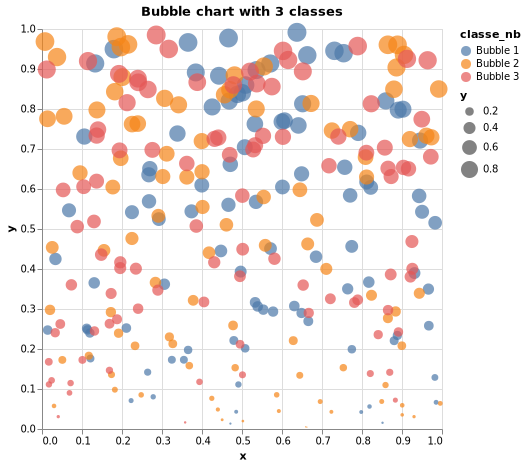 Bubble chart with 3 classes
classe_nb
Bubble 1
Bubble 2
Bubble 3
y
0.2
0.4
0.6
0.8
1.0
0.9
0.8
0.7
0.6
0.5
0.4
0.3
0.2
0.1
0.0
y
0.0 0.1 0.2 0.3 0.4 0.5 0.6 0.7 0.8 0.9 1.0
x